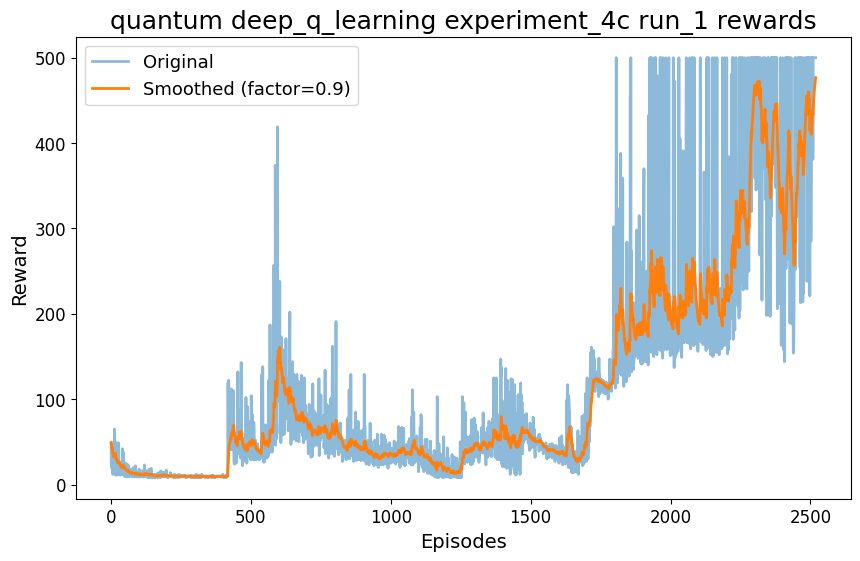 quantum deep_q_learning experiment_4c run_1 rewards
Original
Smoothed (factor=0.9)
500
400
300
200
100
0
Reward
0 500 1000 1500 2000 2500
Episodes